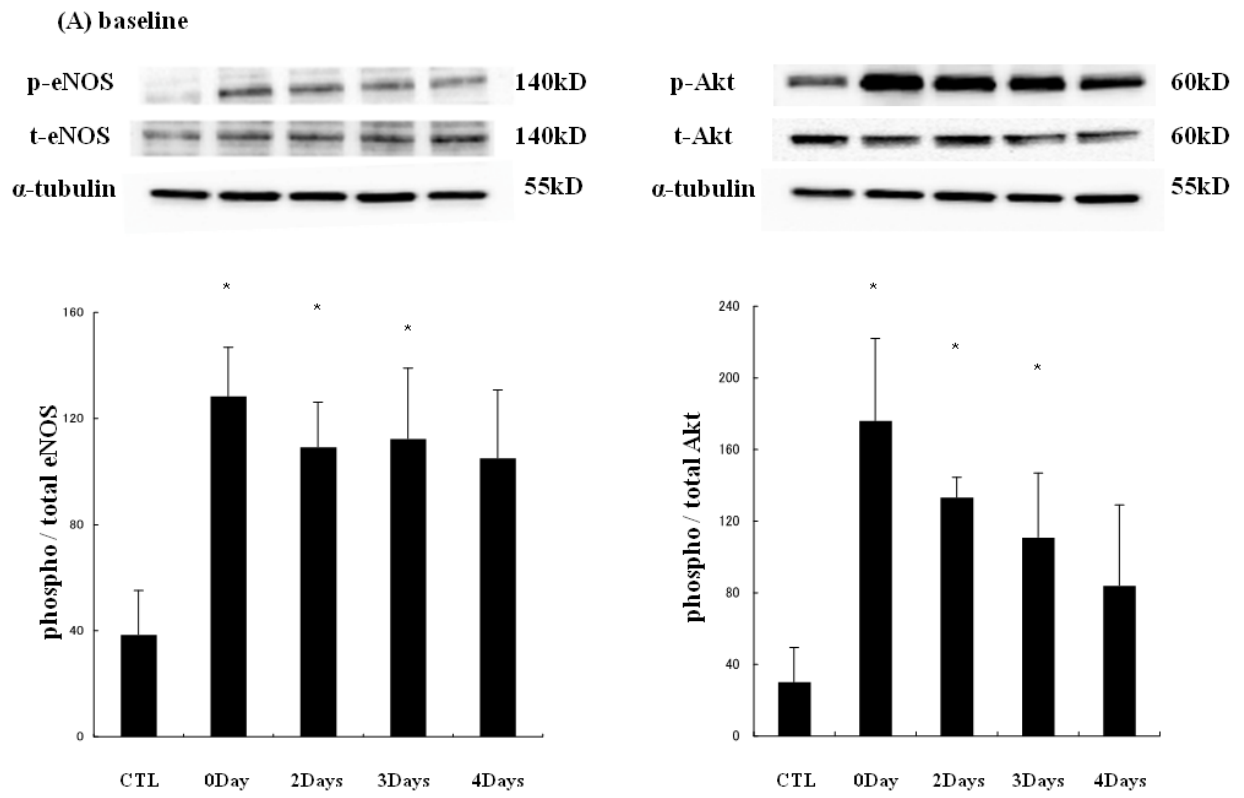 (A) baseline
p-eNOS 140kD
t-eNOS 140kD
α-tubulin 55kD
p-Akt 60kD
t-Akt 60kD
α-tubulin 55kD
phospho / total eNOS
160
120
80
40
0
* * *
CTL 0Day 2Days 3Days 4Days
phospho / total Akt
240
200
160
120
80
40
0
* * *
CTL 0Day 2Days 3Days 4Days